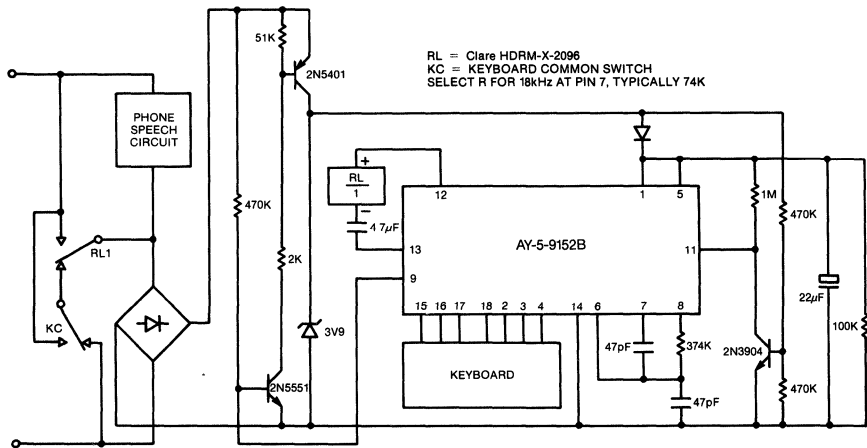 RL = Clare HDRM-X-2096
KC = KEYBOARD COMMON SWITCH
SELECT R FOR 18kHz AT PIN 7, TYPICALLY 74K
51K
2N5401
PHONE
SPEECH
CIRCUIT
+
RL
1
−
12
1
5
1M
470K
470K
4 7μF
13
AY-5-9152B
11
RL1
2K
9
22μF
15
16
17
18
2
3
4
14
6
7
8
100K
KC
3V9
47pF
374K
2N3904
KEYBOARD
2N5551
470K
47pF